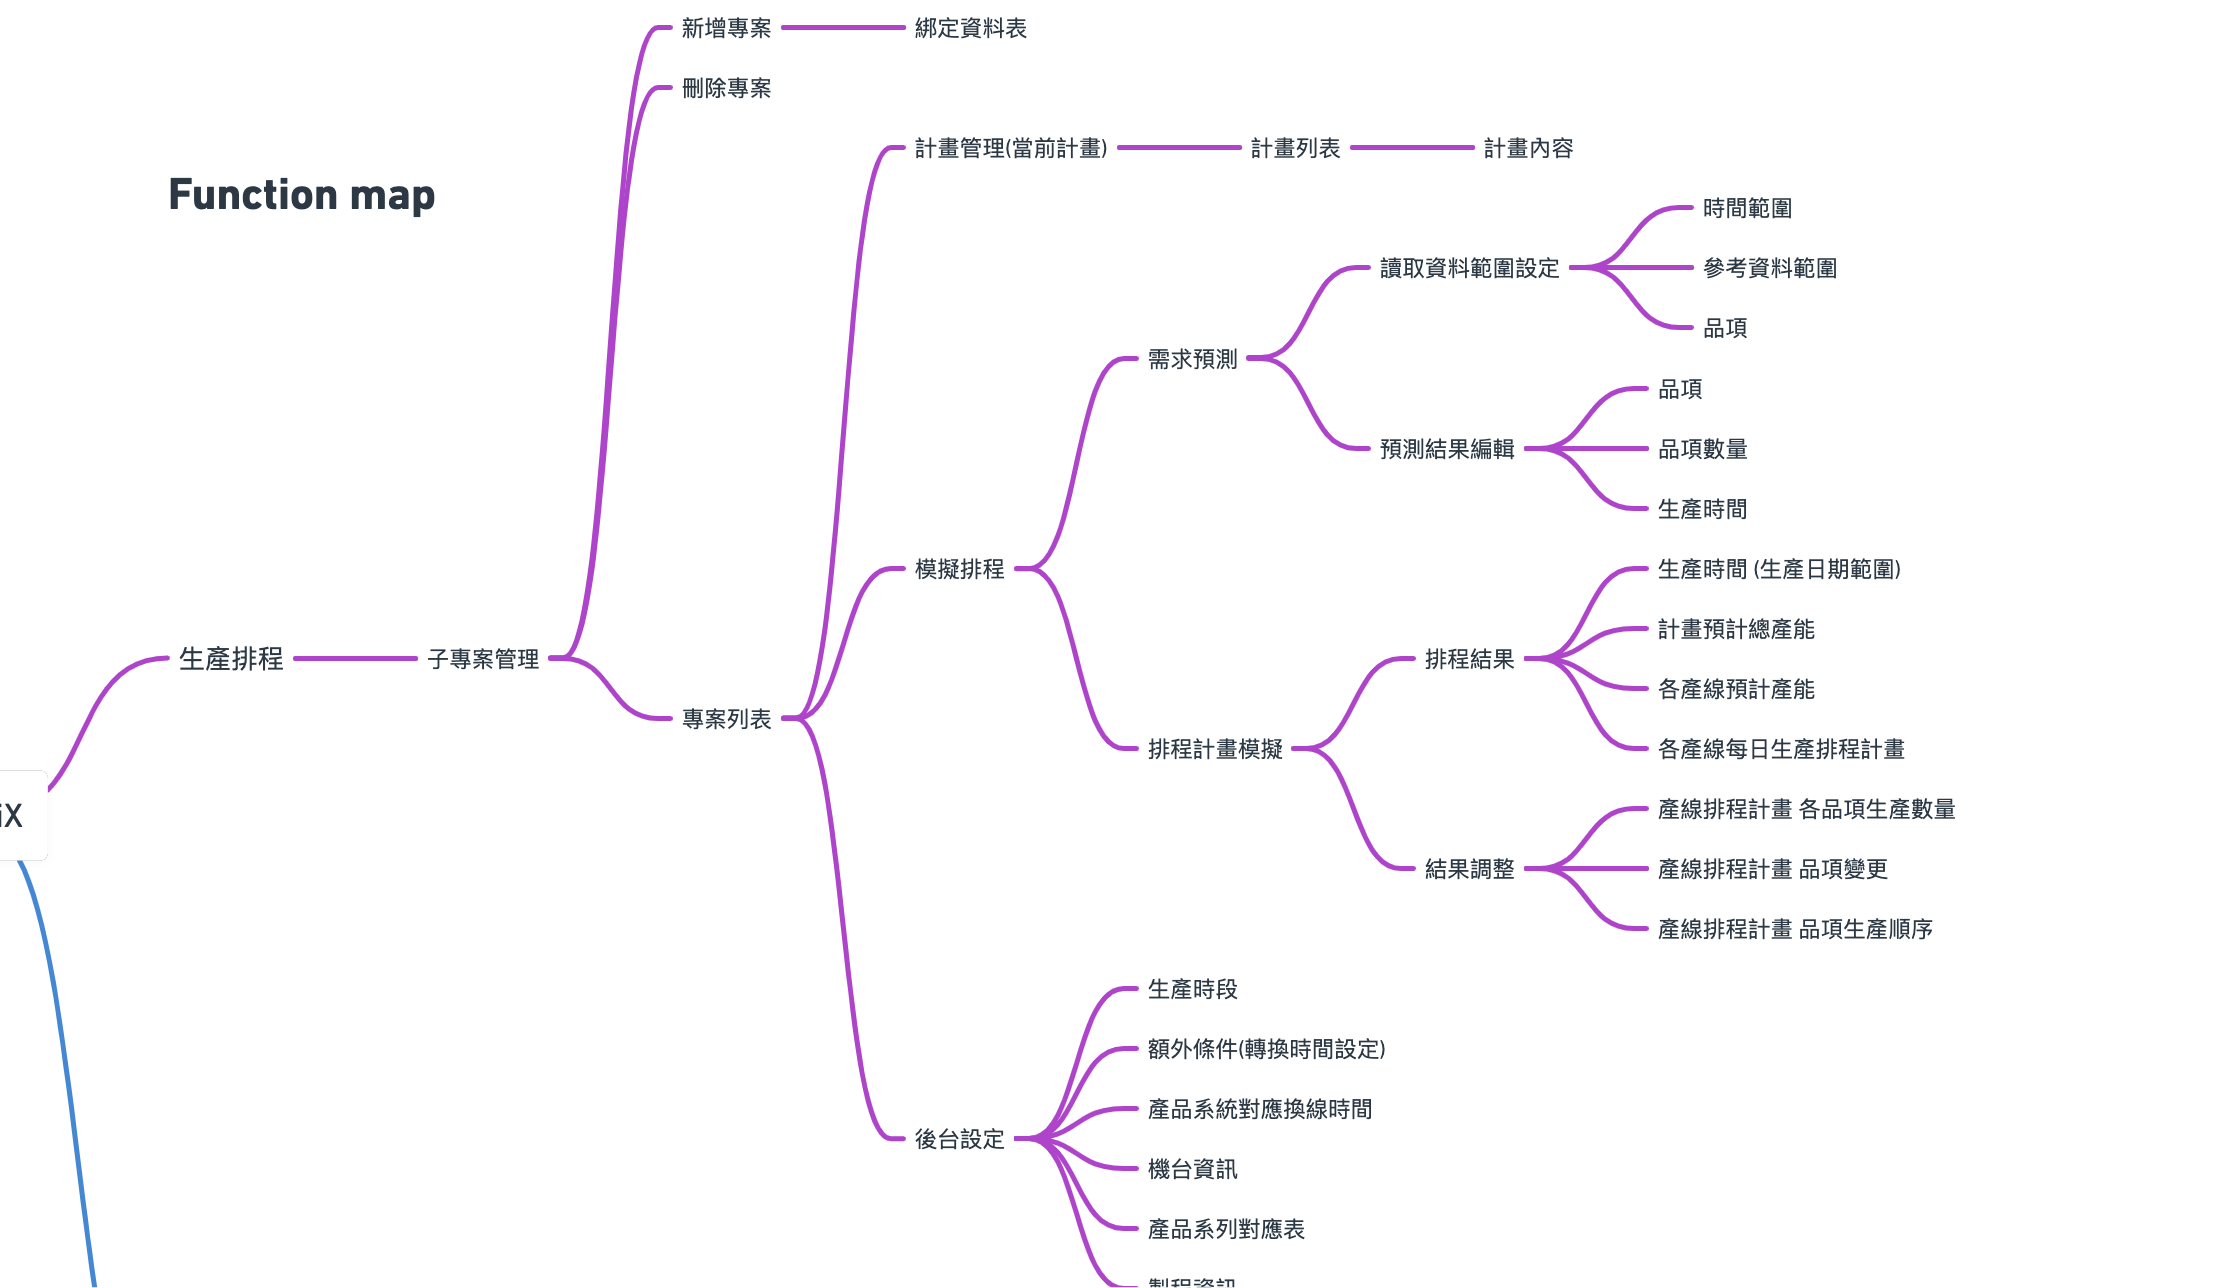 新增專案
綁定資料表
刪除專案
計畫管理(當前計畫)
計畫列表
計畫內容
Function map
時間範圍
讀取資料範圍設定
參考資料範圍
品項
需求預測
品項
預測結果編輯
品項數量
生產時間
模擬排程
生產時間 (生產日期範圍)
計畫預計總產能
生產排程
子專案管理
排程結果
各產線預計產能
專案列表
排程計畫模擬
各產線每日生產排程計畫
iX
產線排程計畫 各品項生產數量
結果調整
產線排程計畫 品項變更
產線排程計畫 品項生產順序
生產時段
額外條件(轉換時間設定)
產品系統對應換線時間
後台設定
機台資訊
產品系列對應表